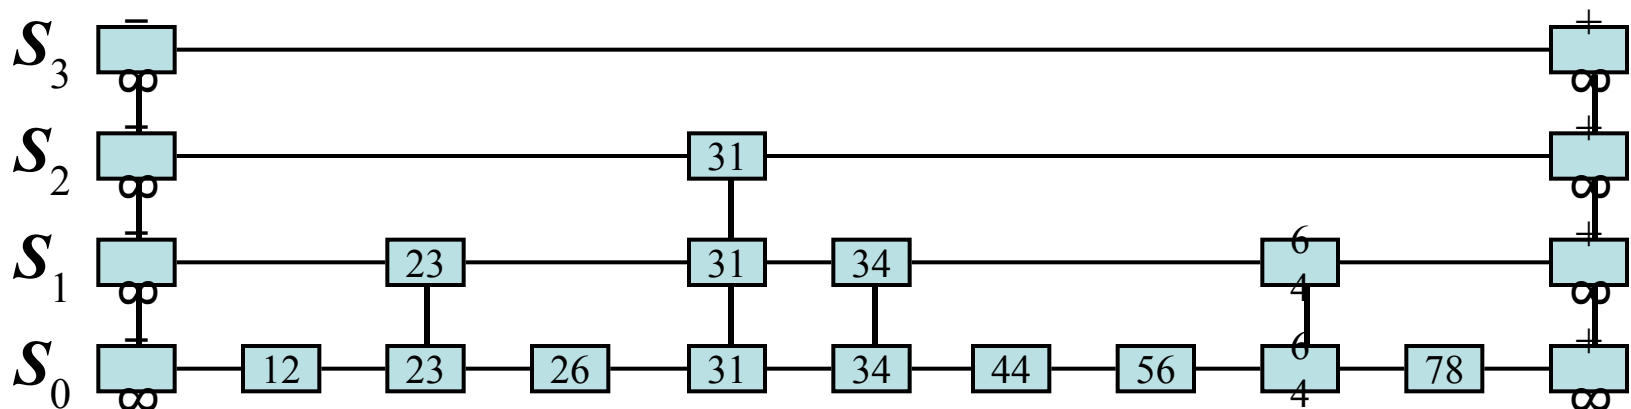 S3 −∞ +∞
S2 −∞ 31 +∞
S1 −∞ 23 31 34 64 +∞
S0 −∞ 12 23 26 31 34 44 56 64 78 +∞